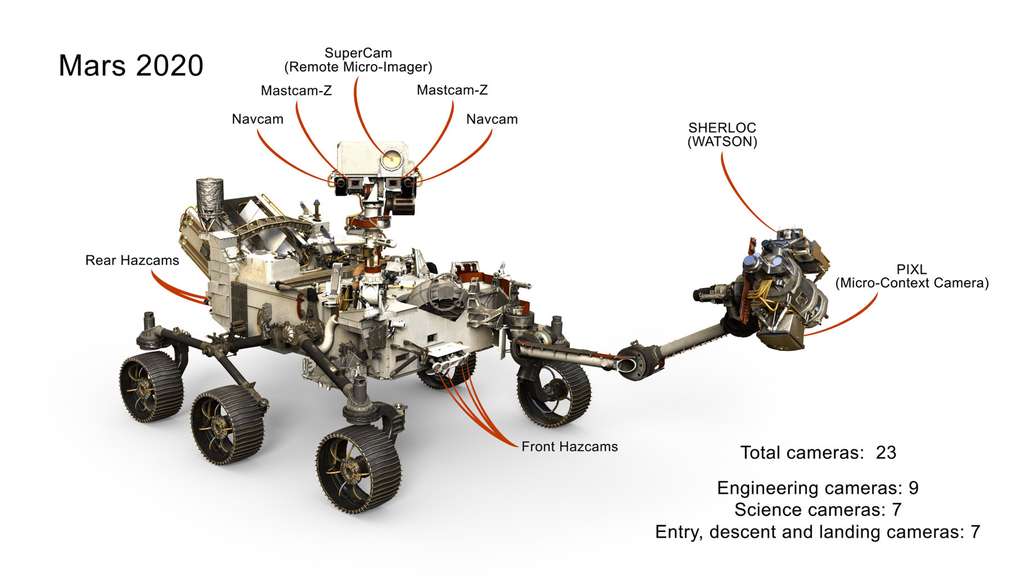 Mars 2020
SuperCam
(Remote Micro-Imager)
Mastcam-Z
Mastcam-Z
Navcam
Navcam
SHERLOC
(WATSON)
Rear Hazcams
PIXL
(Micro-Context Camera)
Front Hazcams
Total cameras: 23
Engineering cameras: 9
Science cameras: 7
Entry, descent and landing cameras: 7